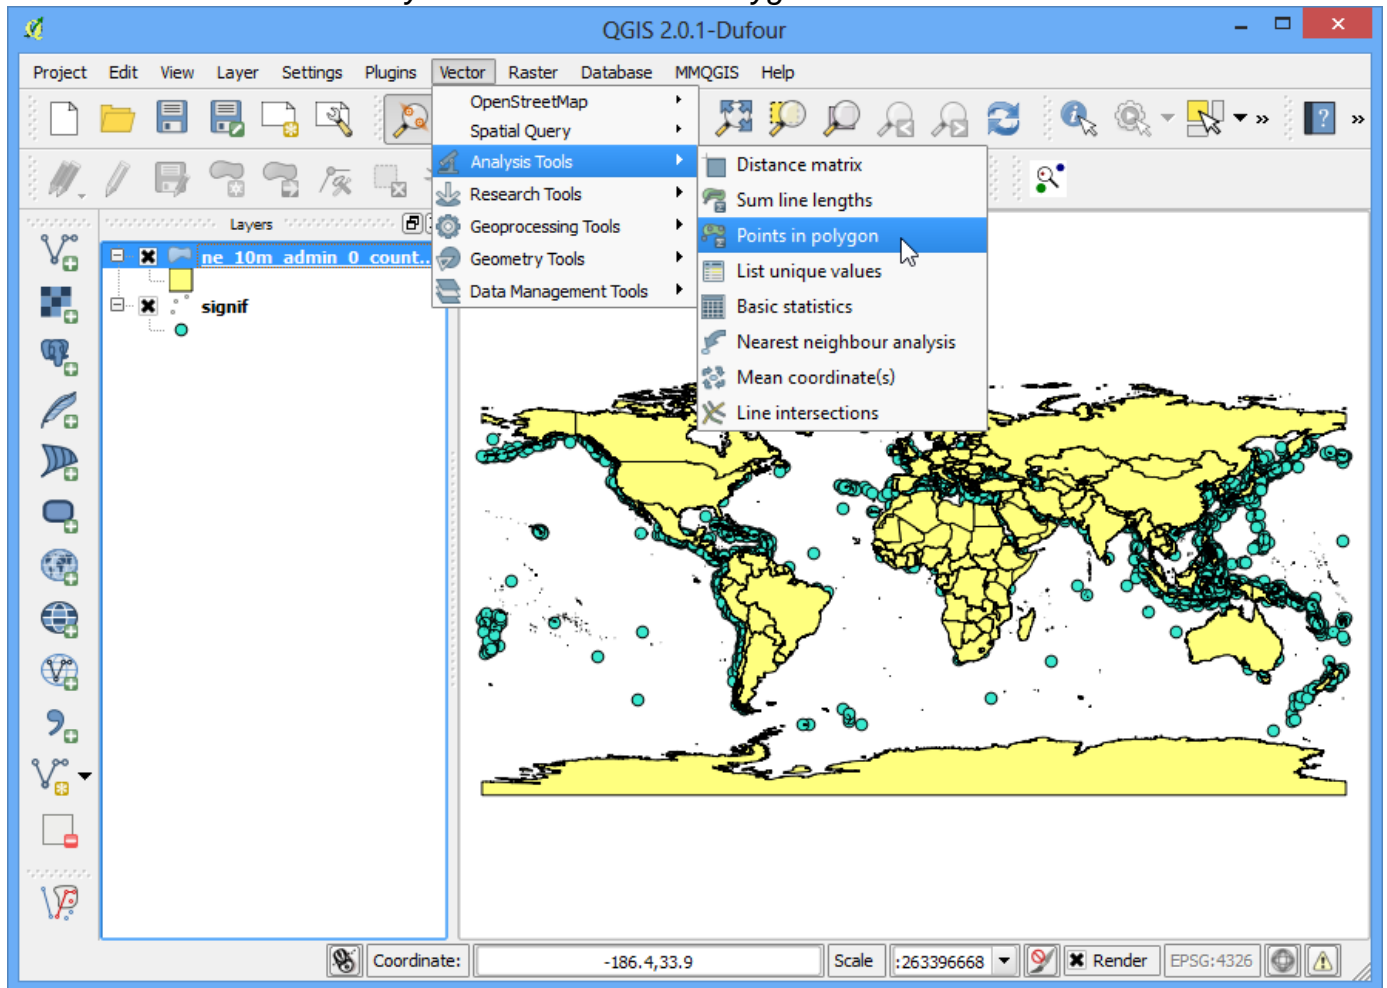 QGIS 2.0.1-Dufour
Project Edit View Layer Settings Plugins Vector Raster Database MMQGIS Help
OpenStreetMap
Spatial Query
Analysis Tools
Research Tools
Geoprocessing Tools
Geometry Tools
Data Management Tools
Distance matrix
Sum line lengths
Points in polygon
List unique values
Basic statistics
Nearest neighbour analysis
Mean coordinate(s)
Line intersections
Layers
ne_10m_admin_0_count...
signif
Coordinate: -186.4,33.9 Scale :263396668 Render EPSG:4326